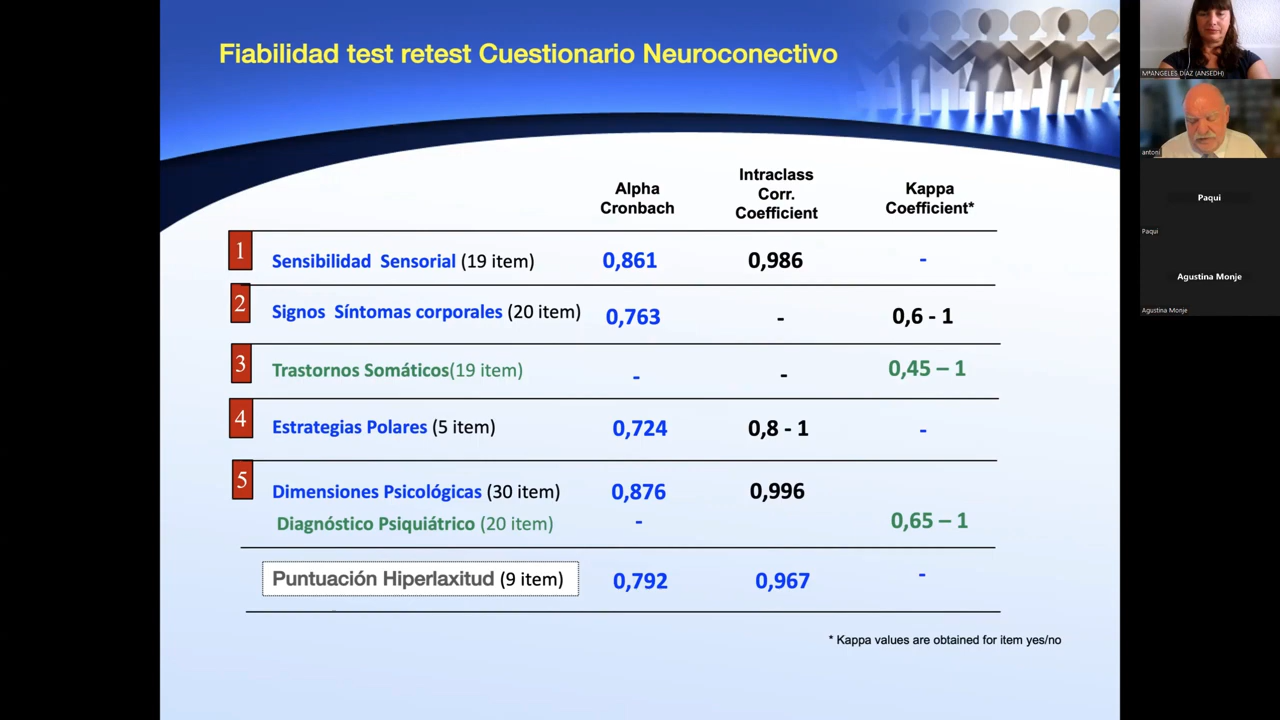 Fiabilidad test retest Cuestionario Neuroconectivo
Alpha
Cronbach
Intraclass
Corr.
Coefficient
Kappa
Coefficient*
1 Sensibilidad Sensorial (19 item) 0,861 0,986 -
2 Signos Síntomas corporales (20 item) 0,763 - 0,6 - 1
3 Trastornos Somáticos(19 item) - - 0,45 – 1
4 Estrategias Polares (5 item) 0,724 0,8 - 1 -
5 Dimensiones Psicológicas (30 item) 0,876 0,996
Diagnóstico Psiquiátrico (20 item) - 0,65 – 1
Puntuación Hiperlaxitud (9 item) 0,792 0,967 -
* Kappa values are obtained for item yes/no
MªANGELES DÍAZ (ANSEDH)
antoni
Paqui
Paqui
Agustina Monje
Agustina Monje